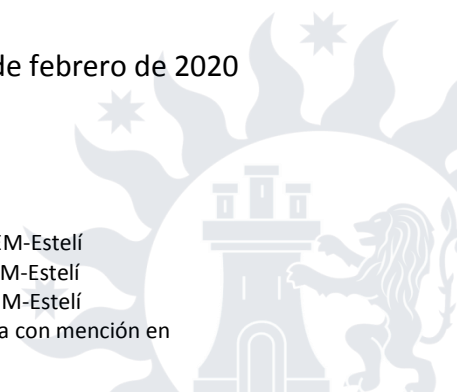 de febrero de 2020
M-Estelí
M-Estelí
M-Estelí
a con mención en